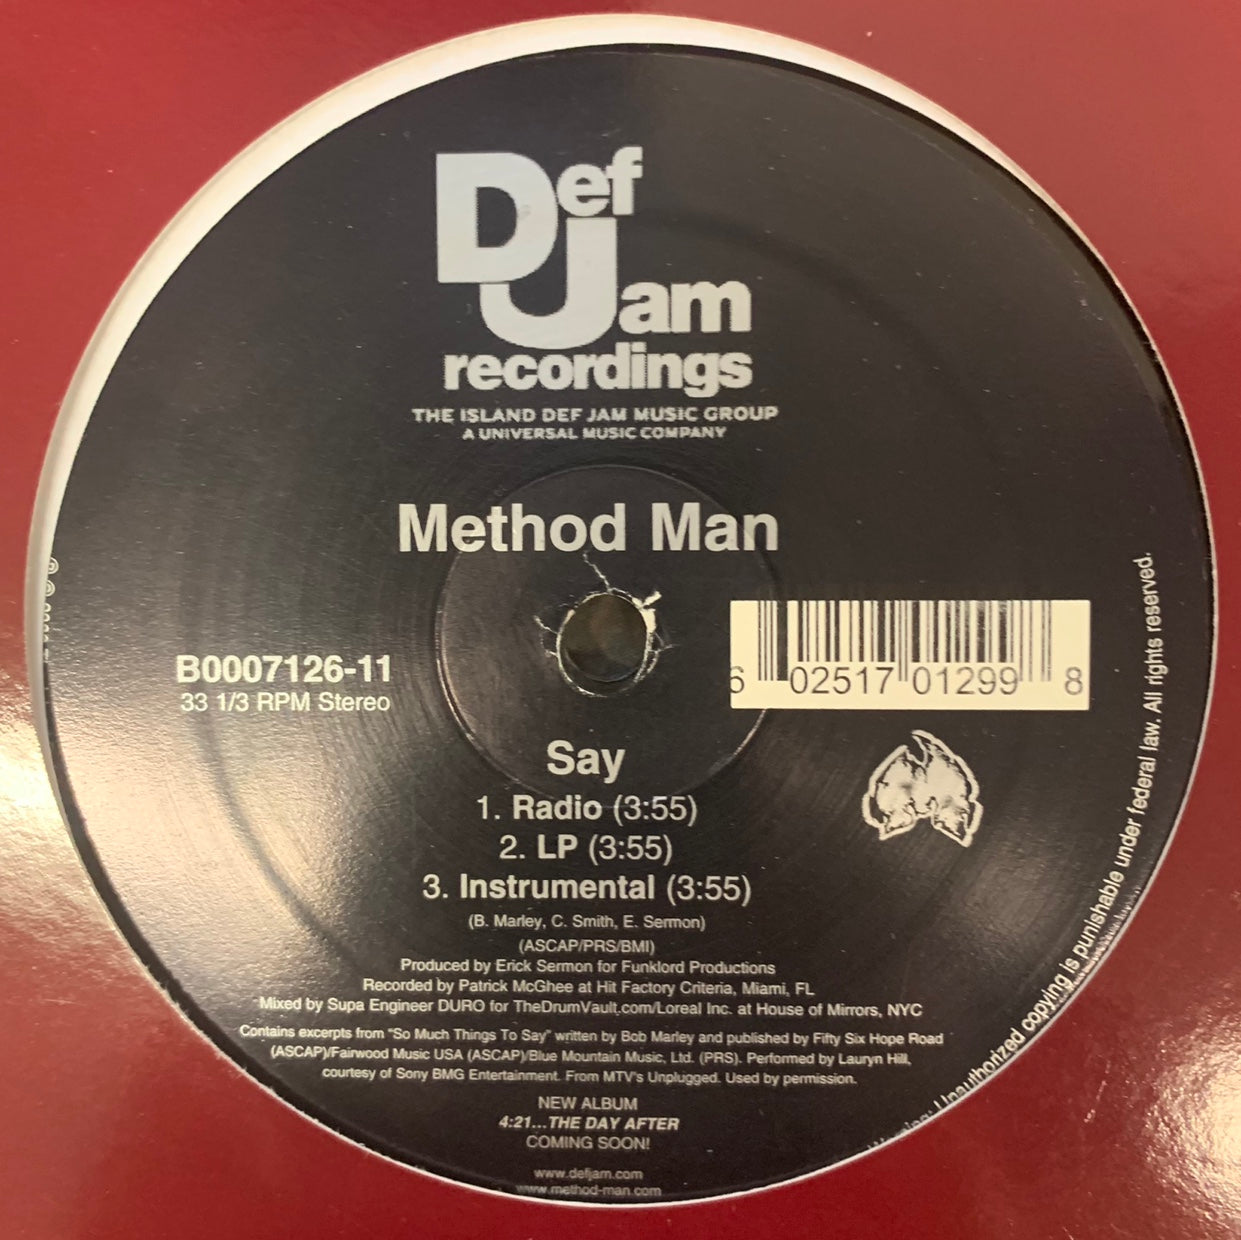 Def
Jam
recordings
THE ISLAND DEF JAM MUSIC GROUP
A UNIVERSAL MUSIC COMPANY
Method Man
B0007126-11
33 1/3 RPM Stereo
6 02517 01299 8
Say
1. Radio (3:55)
2. LP (3:55)
3. Instrumental (3:55)
(B. Marley, C. Smith, E. Sermon)
(ASCAP/PRS/BMI)
Produced by Erick Sermon for Funklord Productions
Recorded by Patrick McGhee at Hit Factory Criteria, Miami, FL
Mixed by Supa Engineer DURO for TheDrumVault.com/Loreal Inc. at House of Mirrors, NYC
Contains excerpts from "So Much Things To Say" written by Bob Marley and published by Fifty Six Hope Road
(ASCAP)/Fairwood Music USA (ASCAP)/Blue Mountain Music, Ltd. (PRS). Performed by Lauryn Hill,
courtesy of Sony BMG Entertainment. From MTV's Unplugged. Used by permission.
NEW ALBUM
4:21...THE DAY AFTER
COMING SOON!
www.defjam.com
www.method-man.com
Unauthorized copying is punishable under federal law. All rights reserved.